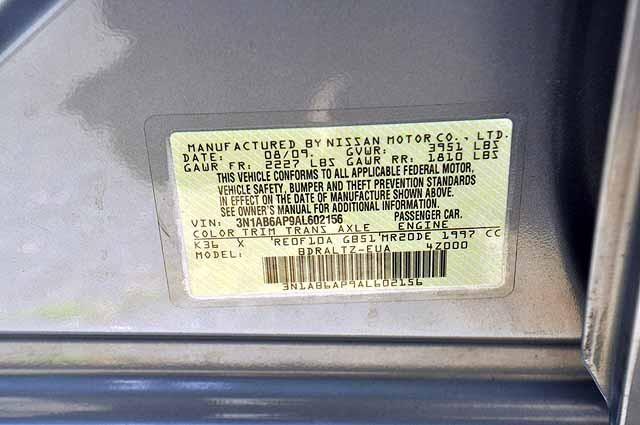 MANUFACTURED BY NISSAN MOTOR CO., LTD.
DATE: 08/09. GVWR: 3951 LBS
GAWR FR: 2227 LBS GAWR RR: 1810 LBS
THIS VEHICLE CONFORMS TO ALL APPLICABLE FEDERAL MOTOR,
VEHICLE SAFETY, BUMPER AND THEFT PREVENTION STANDARDS
IN EFFECT ON THE DATE OF MANUFACTURE SHOWN ABOVE.
SEE OWNER'S MANUAL FOR ADDITIONAL INFORMATION.
VIN: 3N1AB6AP9AL602156 PASSENGER CAR.
COLOR TRIM TRANS AXLE ENGINE
K36 X RE0F10A GB51 MR20DE 1997 CC
MODEL: BDRALTZ-EUA 4Z000
3N1AB6AP9AL602156